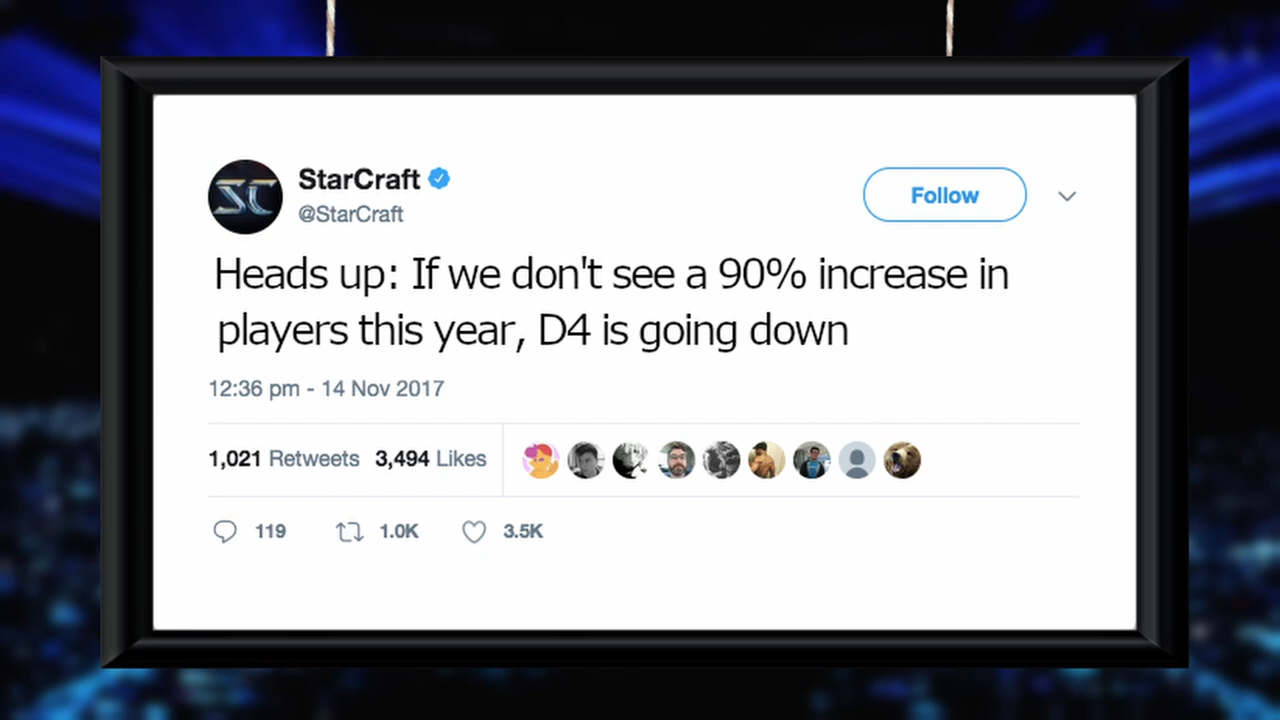 SC
StarCraft
@StarCraft
Follow
Heads up: If we don't see a 90% increase in
players this year, D4 is going down
12:36 pm - 14 Nov 2017
1,021 Retweets 3,494 Likes
119 1.0K 3.5K